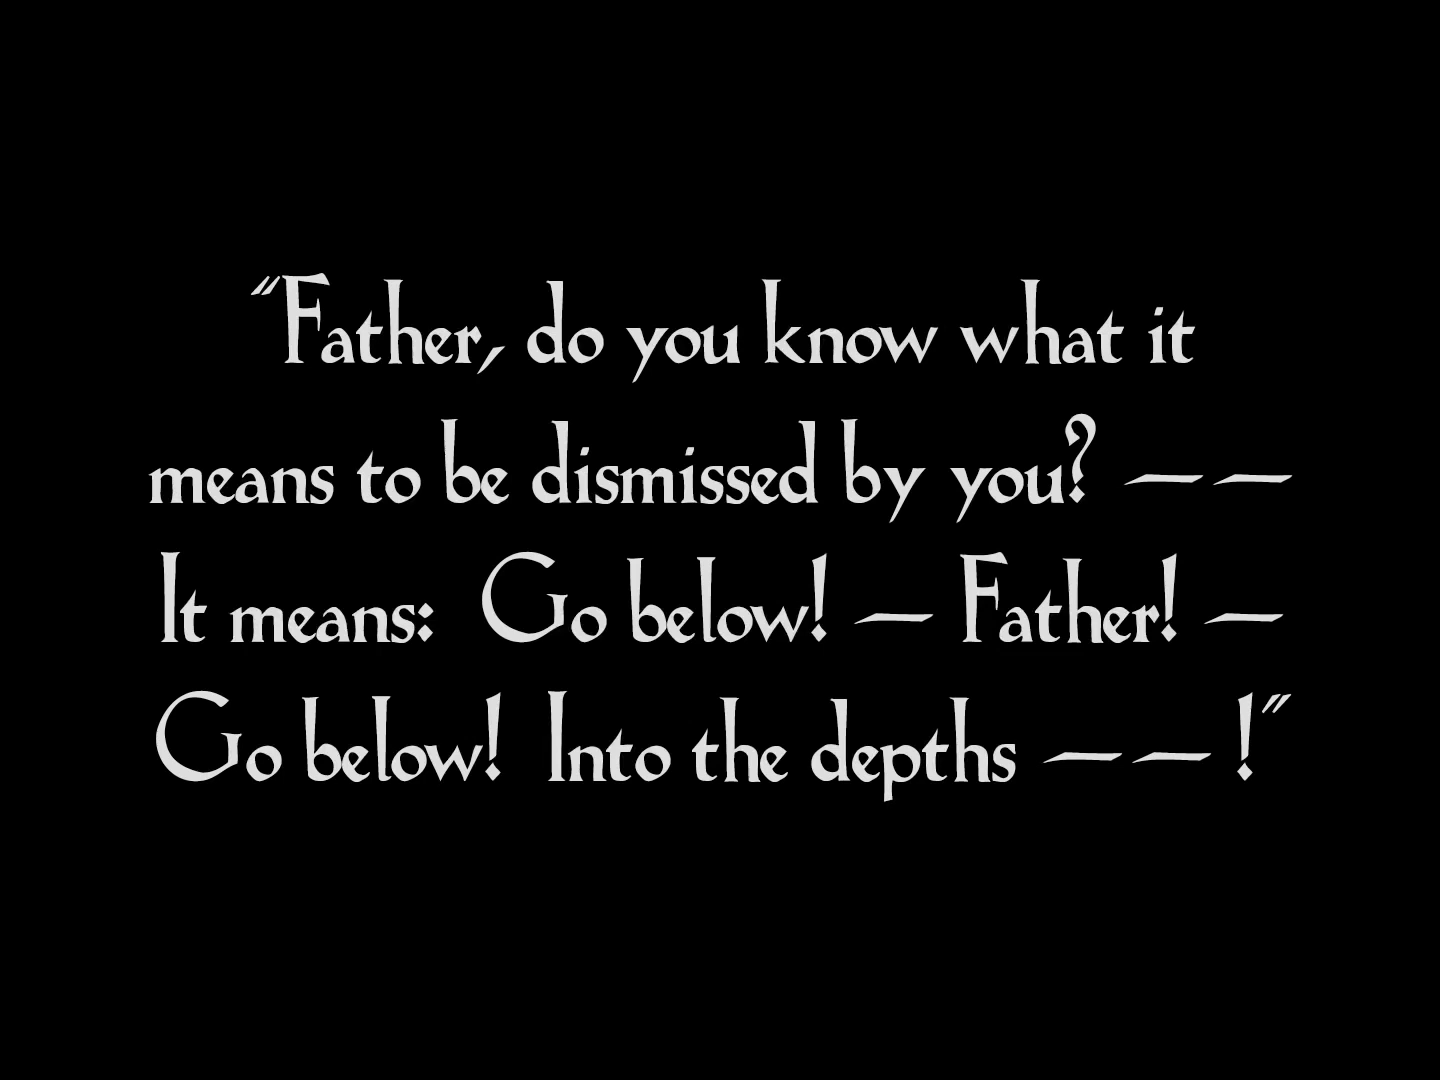 “Father, do you know what it
means to be dismissed by you? — —
It means:  Go below! — Father! —
Go below!  Into the depths — — !”